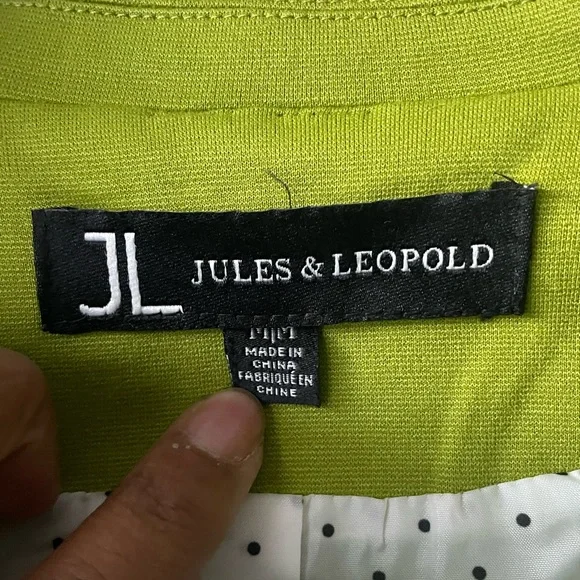 JL
JULES & LEOPOLD
M|M
MADE IN
CHINA
FABRIQUÉ EN
CHINE